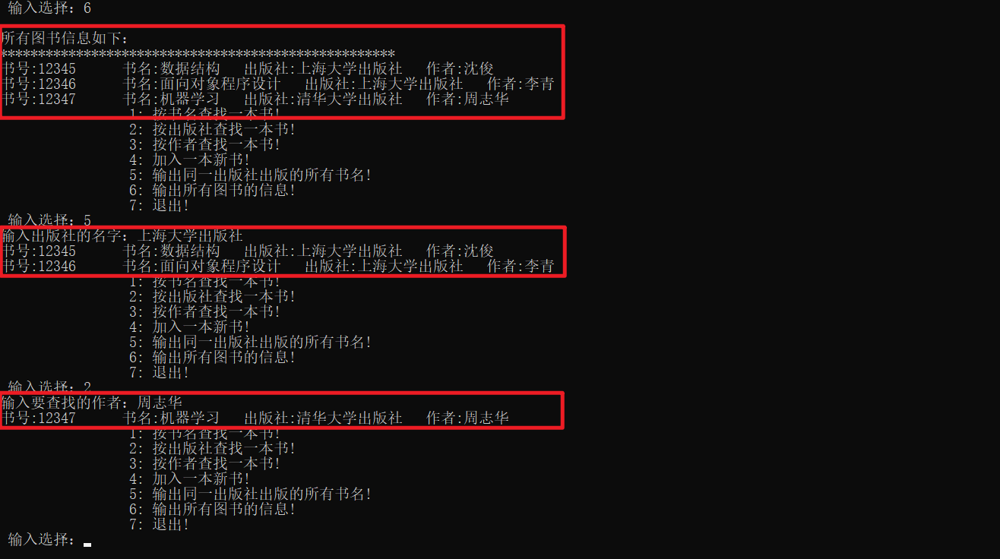 输入选择: 6
所有图书信息如下:
****************************************************
书号:12345 书名:数据结构 出版社:上海大学出版社 作者:沈俊
书号:12346 书名:面向对象程序设计 出版社:上海大学出版社 作者:李青
书号:12347 书名:机器学习 出版社:清华大学出版社 作者:周志华
1: 按书名查找一本书!
2: 按出版社查找一本书!
3: 按作者查找一本书!
4: 加入一本新书!
5: 输出同一出版社出版的所有书名!
6: 输出所有图书的信息!
7: 退出!
输入选择: 5
输入出版社的名字: 上海大学出版社
书号:12345 书名:数据结构 出版社:上海大学出版社 作者:沈俊
书号:12346 书名:面向对象程序设计 出版社:上海大学出版社 作者:李青
1: 按书名查找一本书!
2: 按出版社查找一本书!
3: 按作者查找一本书!
4: 加入一本新书!
5: 输出同一出版社出版的所有书名!
6: 输出所有图书的信息!
7: 退出!
输入选择: 2
输入要查找的作者: 周志华
书号:12347 书名:机器学习 出版社:清华大学出版社 作者:周志华
1: 按书名查找一本书!
2: 按出版社查找一本书!
3: 按作者查找一本书!
4: 加入一本新书!
5: 输出同一出版社出版的所有书名!
6: 输出所有图书的信息!
7: 退出!
输入选择: